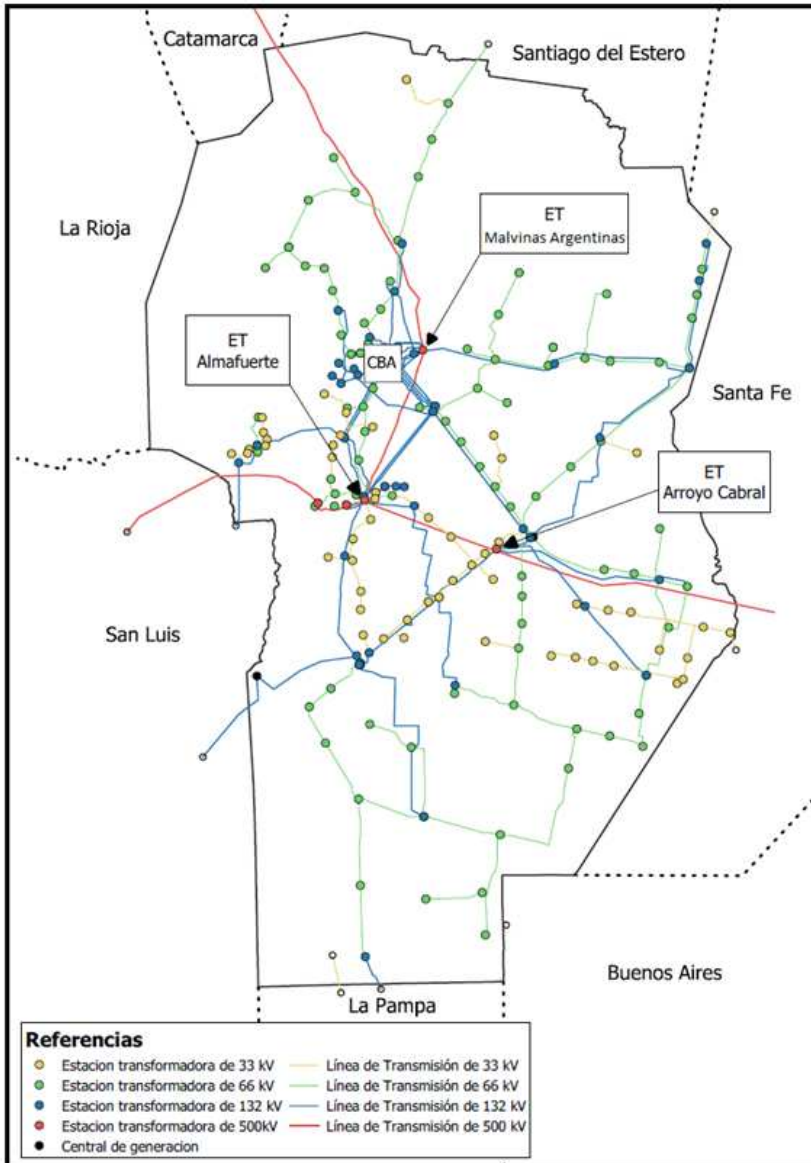 Catamarca
Santiago del Estero
La Rioja
ET
Malvinas Argentinas
ET
Almafuerte
CBA
Santa Fe
ET
Arroyo Cabral
San Luis
Buenos Aires
La Pampa
Referencias
Estacion transformadora de 33 kV
Línea de Transmisión de 33 kV
Estacion transformadora de 66 kV
Línea de Transmisión de 66 kV
Estacion transformadora de 132 kV
Línea de Transmisión de 132 kV
Estacion transformadora de 500kV
Línea de Transmisión de 500 kV
Central de generacion